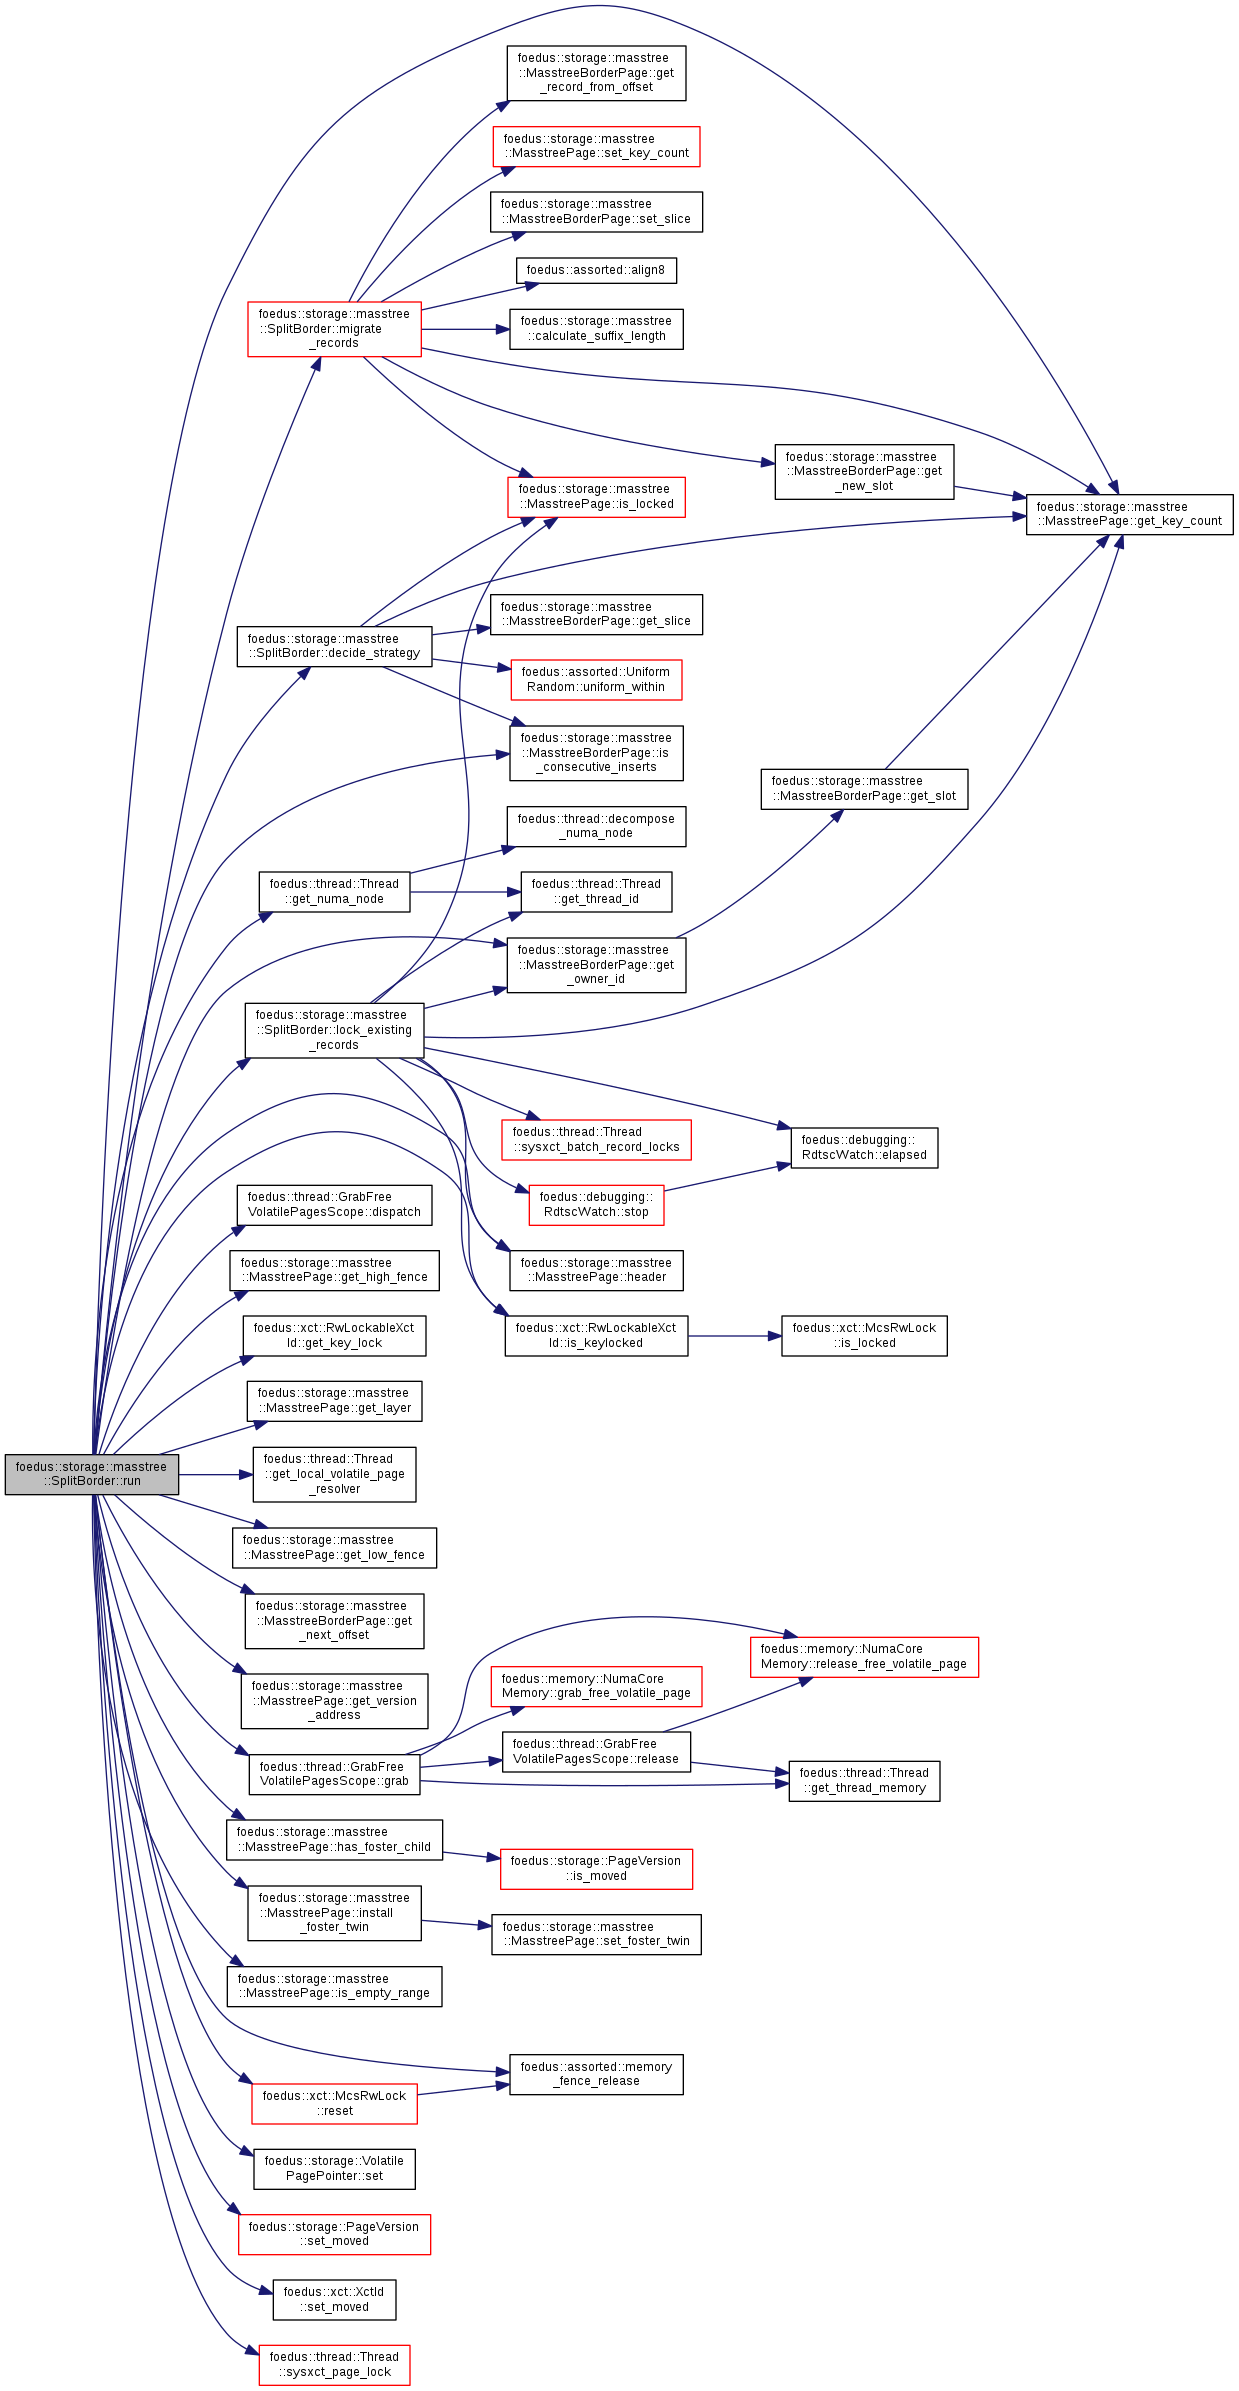 foedus::storage::masstree
::MasstreeBorderPage::get
_record_from_offset
foedus::storage::masstree
::MasstreePage::set_key_count
foedus::storage::masstree
::MasstreeBorderPage::set_slice
foedus::assorted::align8
foedus::storage::masstree
::SplitBorder::migrate
_records
foedus::storage::masstree
::calculate_suffix_length
foedus::storage::masstree
::MasstreeBorderPage::get
_new_slot
foedus::storage::masstree
::MasstreePage::is_locked
foedus::storage::masstree
::MasstreePage::get_key_count
foedus::storage::masstree
::MasstreeBorderPage::get_slice
foedus::storage::masstree
::SplitBorder::decide_strategy
foedus::assorted::Uniform
Random::uniform_within
foedus::storage::masstree
::MasstreeBorderPage::is
_consecutive_inserts
foedus::storage::masstree
::MasstreeBorderPage::get_slot
foedus::thread::decompose
_numa_node
foedus::thread::Thread
::get_numa_node
foedus::thread::Thread
::get_thread_id
foedus::storage::masstree
::MasstreeBorderPage::get
_owner_id
foedus::storage::masstree
::SplitBorder::lock_existing
_records
foedus::thread::Thread
::sysxct_batch_record_locks
foedus::debugging::
RdtscWatch::elapsed
foedus::thread::GrabFree
VolatilePagesScope::dispatch
foedus::debugging::
RdtscWatch::stop
foedus::storage::masstree
::MasstreePage::get_high_fence
foedus::storage::masstree
::MasstreePage::header
foedus::xct::RwLockableXct
Id::get_key_lock
foedus::xct::RwLockableXct
Id::is_keylocked
foedus::xct::McsRwLock
::is_locked
foedus::storage::masstree
::MasstreePage::get_layer
foedus::storage::masstree
::SplitBorder::run
foedus::thread::Thread
::get_local_volatile_page
_resolver
foedus::storage::masstree
::MasstreePage::get_low_fence
foedus::storage::masstree
::MasstreeBorderPage::get
_next_offset
foedus::memory::NumaCore
Memory::release_free_volatile_page
foedus::storage::masstree
::MasstreePage::get_version
_address
foedus::memory::NumaCore
Memory::grab_free_volatile_page
foedus::thread::GrabFree
VolatilePagesScope::release
foedus::thread::GrabFree
VolatilePagesScope::grab
foedus::thread::Thread
::get_thread_memory
foedus::storage::masstree
::MasstreePage::has_foster_child
foedus::storage::PageVersion
::is_moved
foedus::storage::masstree
::MasstreePage::install
_foster_twin
foedus::storage::masstree
::MasstreePage::set_foster_twin
foedus::storage::masstree
::MasstreePage::is_empty_range
foedus::assorted::memory
_fence_release
foedus::xct::McsRwLock
::reset
foedus::storage::Volatile
PagePointer::set
foedus::storage::PageVersion
::set_moved
foedus::xct::XctId
::set_moved
foedus::thread::Thread
::sysxct_page_lock